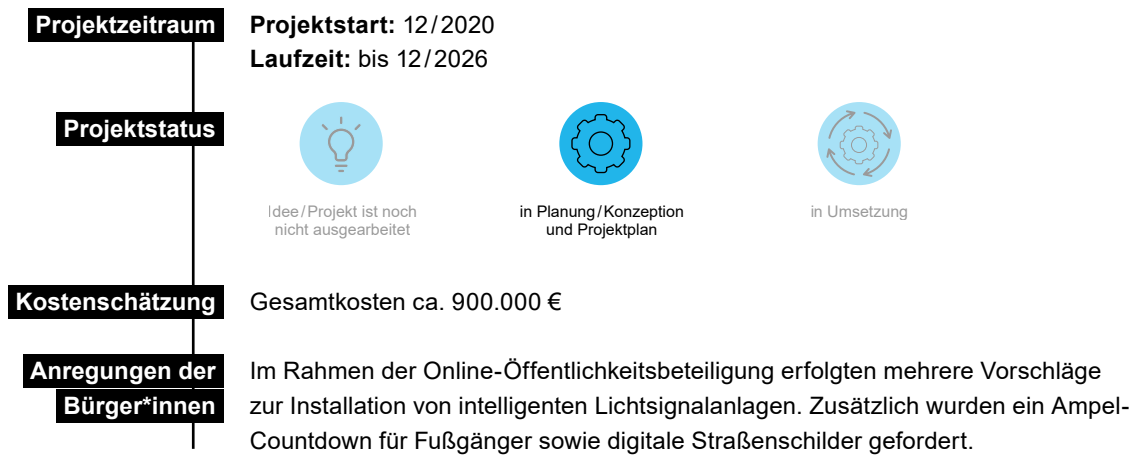 Projektzeitraum
Projektstart: 12/2020
Laufzeit: bis 12/2026
Projektstatus
Idee/Projekt ist noch
nicht ausgearbeitet
in Planung/Konzeption
und Projektplan
in Umsetzung
Kostenschätzung
Gesamtkosten ca. 900.000 €
Anregungen der
Bürger*innen
Im Rahmen der Online-Öffentlichkeitsbeteiligung erfolgten mehrere Vorschläge
zur Installation von intelligenten Lichtsignalanlagen. Zusätzlich wurden ein Ampel-
Countdown für Fußgänger sowie digitale Straßenschilder gefordert.